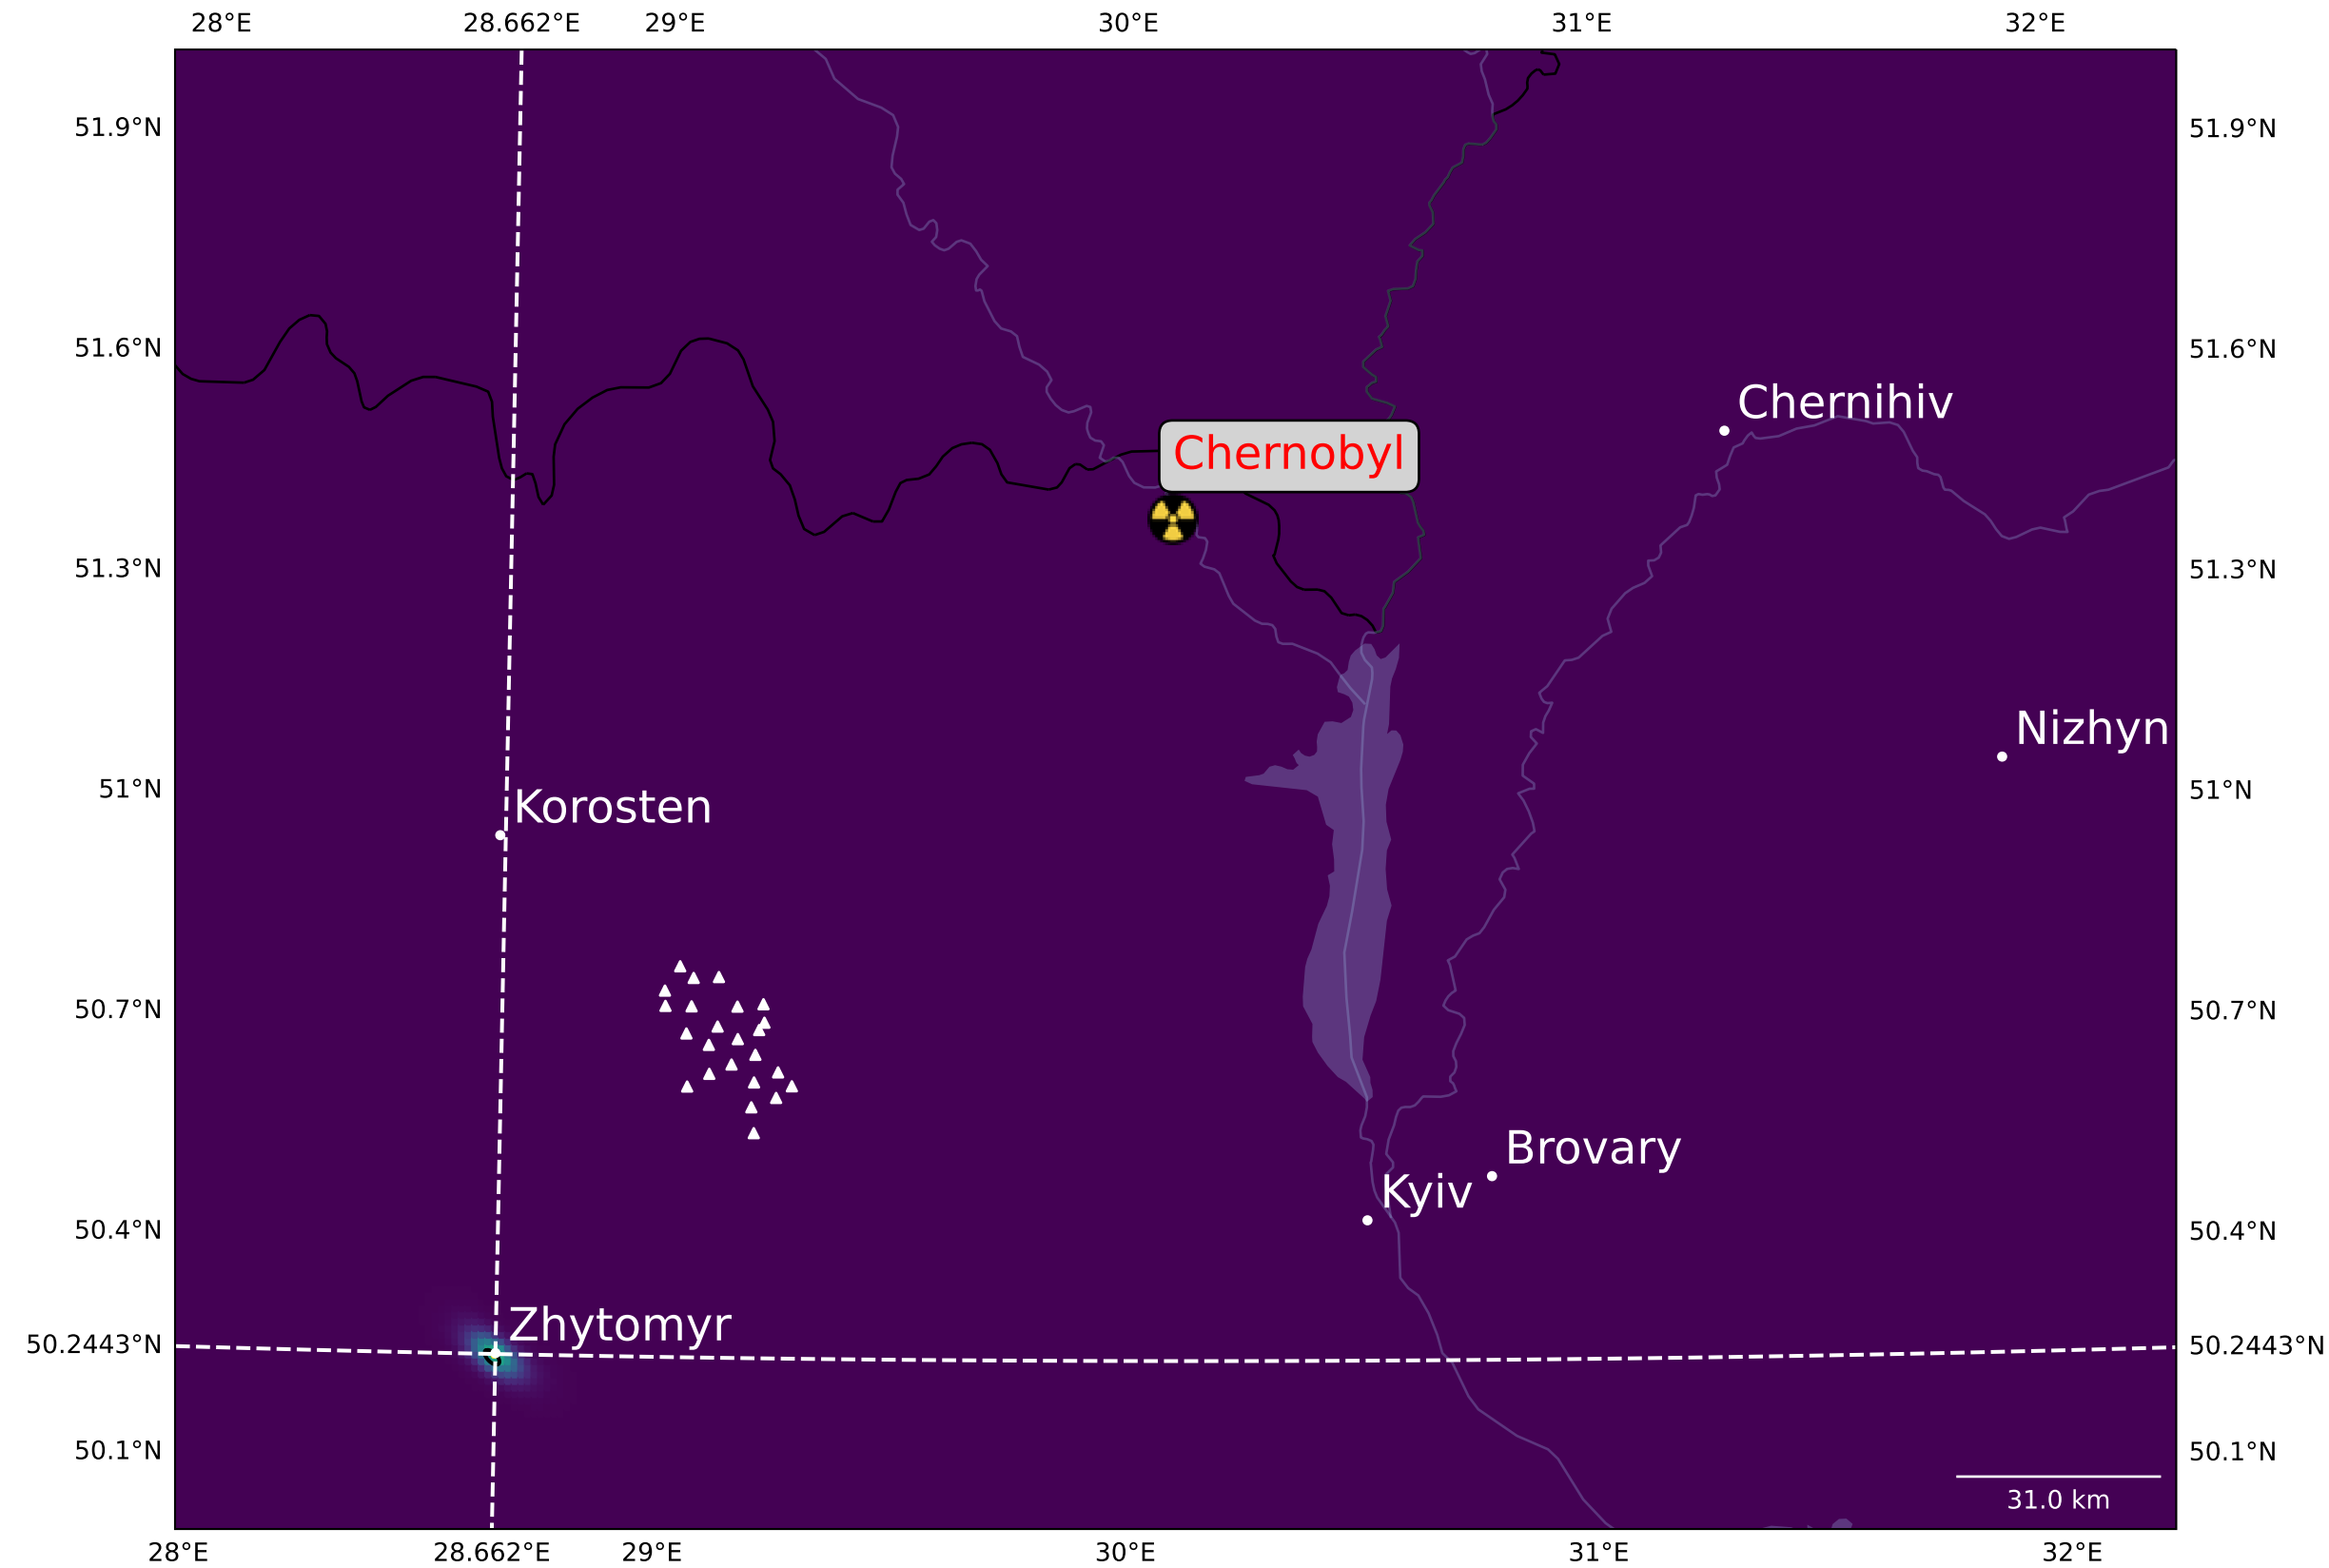 28°E 28.662°E 29°E 30°E 31°E 32°E
51.9°N 51.9°N
51.6°N 51.6°N
Chernihiv
Chernobyl
51.3°N 51.3°N
Nizhyn
51°N 51°N
Korosten
50.7°N 50.7°N
Brovary
Kyiv
50.4°N 50.4°N
Zhytomyr
50.2443°N 50.2443°N
50.1°N 50.1°N
31.0 km
28°E 28.662°E 29°E 30°E 31°E 32°E